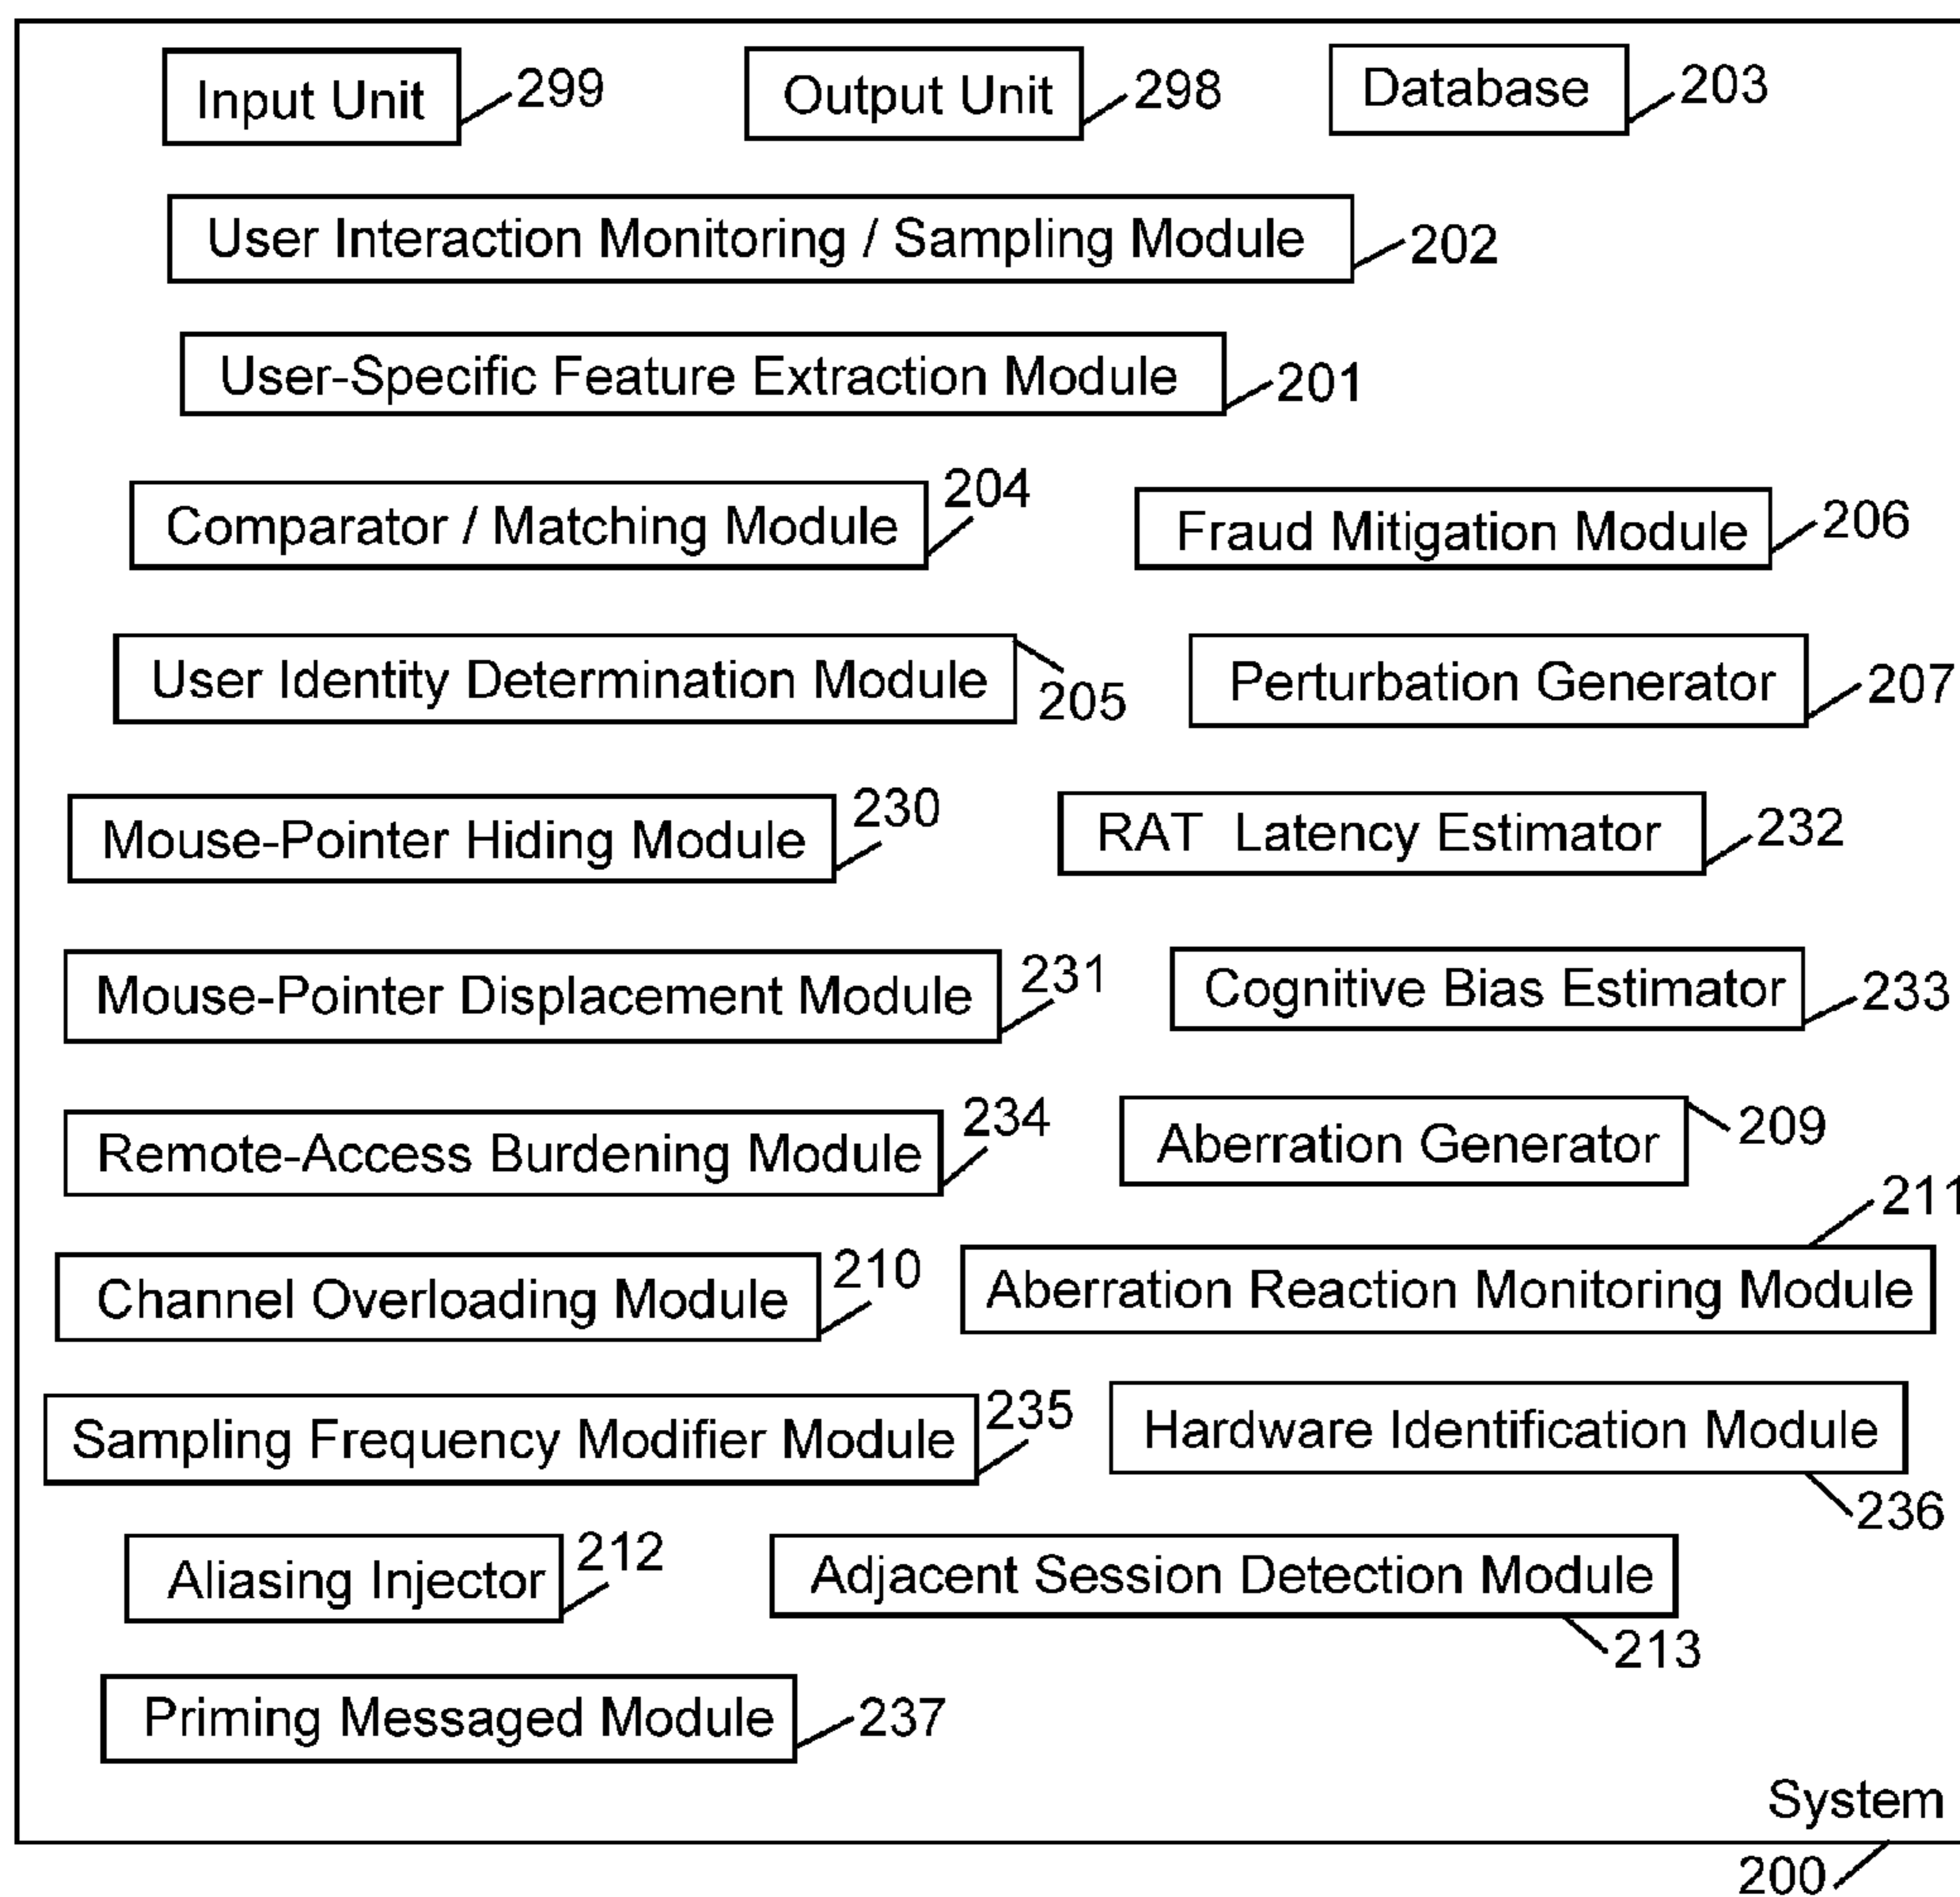 Input Unit 299 Output Unit 298 Database 203
User Interaction Monitoring / Sampling Module 202
User-Specific Feature Extraction Module 201
Comparator / Matching Module 204 Fraud Mitigation Module 206
User Identity Determination Module 205 Perturbation Generator 207
Mouse-Pointer Hiding Module 230 RAT Latency Estimator 232
Mouse-Pointer Displacement Module 231 Cognitive Bias Estimator 233
Remote-Access Burdening Module 234 Aberration Generator 209
Channel Overloading Module 210 Aberration Reaction Monitoring Module 211
Sampling Frequency Modifier Module 235 Hardware Identification Module 236
Aliasing Injector 212 Adjacent Session Detection Module 213
Priming Messaged Module 237
System
200